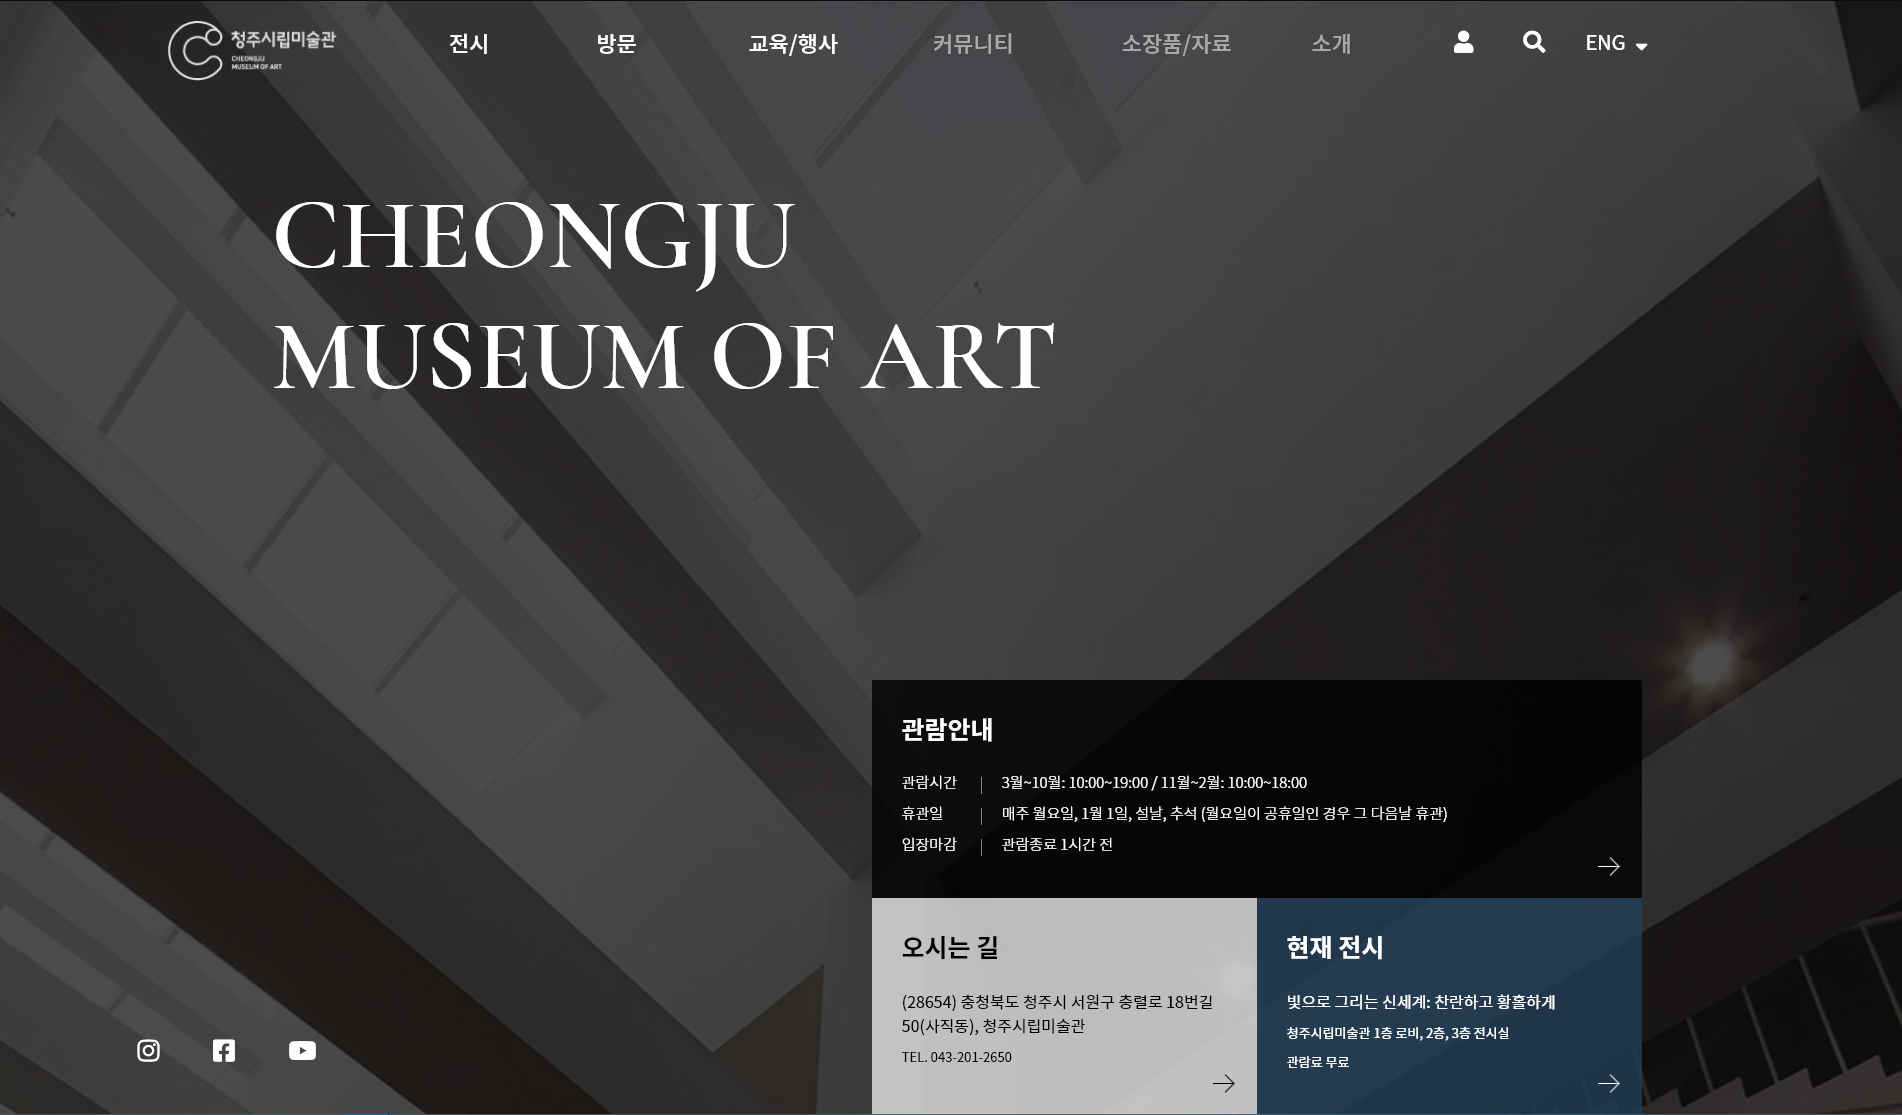 청주시립미술관
CHEONGJU
MUSEUM OF ART
전시 방문 교육/행사 커뮤니티 소장품/자료 소개 ENG
CHEONGJU
MUSEUM OF ART
관람안내
관람시간 3월~10월: 10:00~19:00 / 11월~2월: 10:00~18:00
휴관일 매주 월요일, 1월 1일, 설날, 추석 (월요일이 공휴일인 경우 그 다음날 휴관)
입장마감 관람종료 1시간 전
오시는 길
(28654) 충청북도 청주시 서원구 충렬로 18번길
50(사직동), 청주시립미술관
TEL. 043-201-2650
현재 전시
빛으로 그리는 신세계: 찬란하고 황홀하게
청주시립미술관 1층 로비, 2층, 3층 전시실
관람료 무료